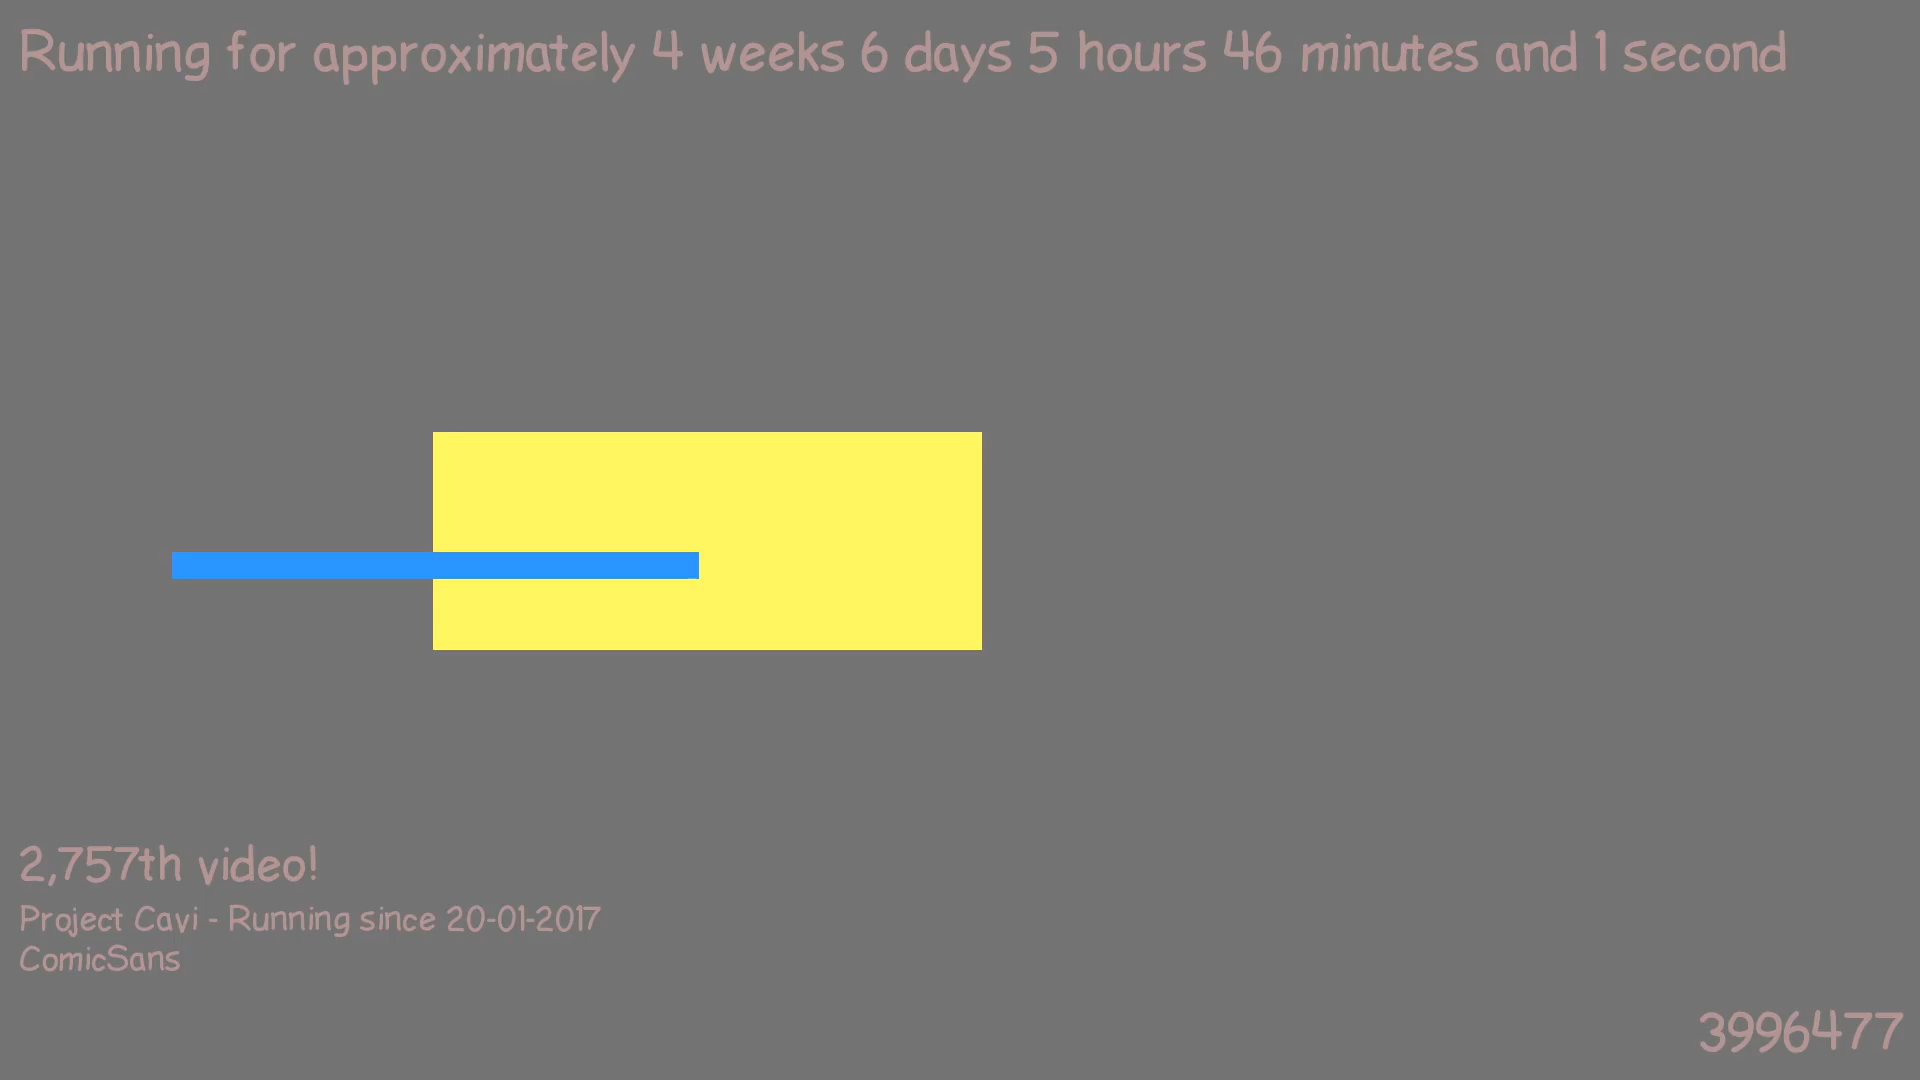 Running for approximately 4 weeks 6 days 5 hours 46 minutes and 1 second
2,757th video!
Project Cavi - Running since 20-01-2017
ComicSans
3996477